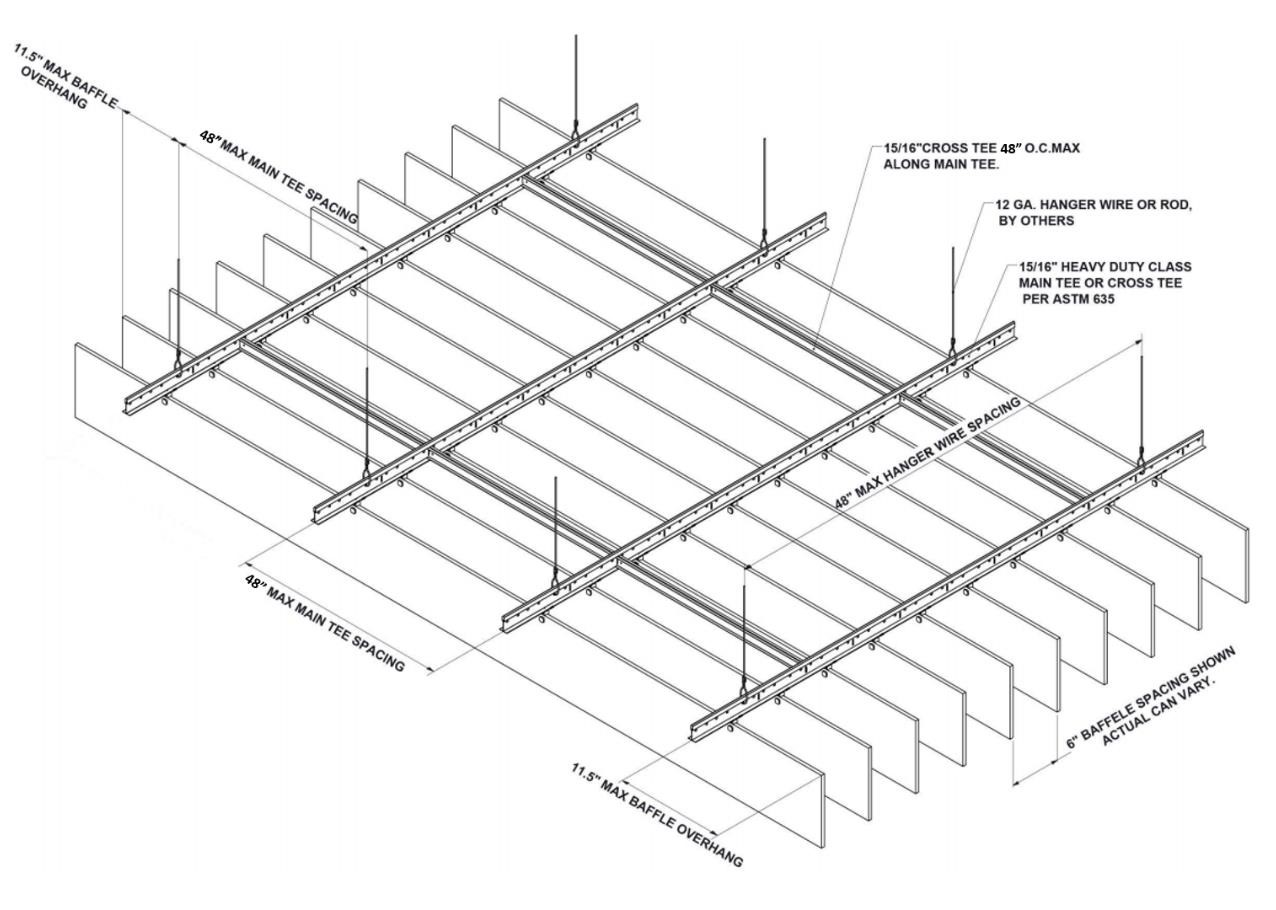 11.5" MAX BAFFLE
OVERHANG
48" MAX MAIN TEE SPACING
15/16"CROSS TEE 48" O.C.MAX
ALONG MAIN TEE.
12 GA. HANGER WIRE OR ROD,
BY OTHERS
15/16" HEAVY DUTY CLASS
MAIN TEE OR CROSS TEE
PER ASTM 635
48" MAX HANGER WIRE SPACING
48" MAX MAIN TEE SPACING
6" BAFFELE SPACING SHOWN
ACTUAL CAN VARY.
11.5" MAX BAFFLE OVERHANG